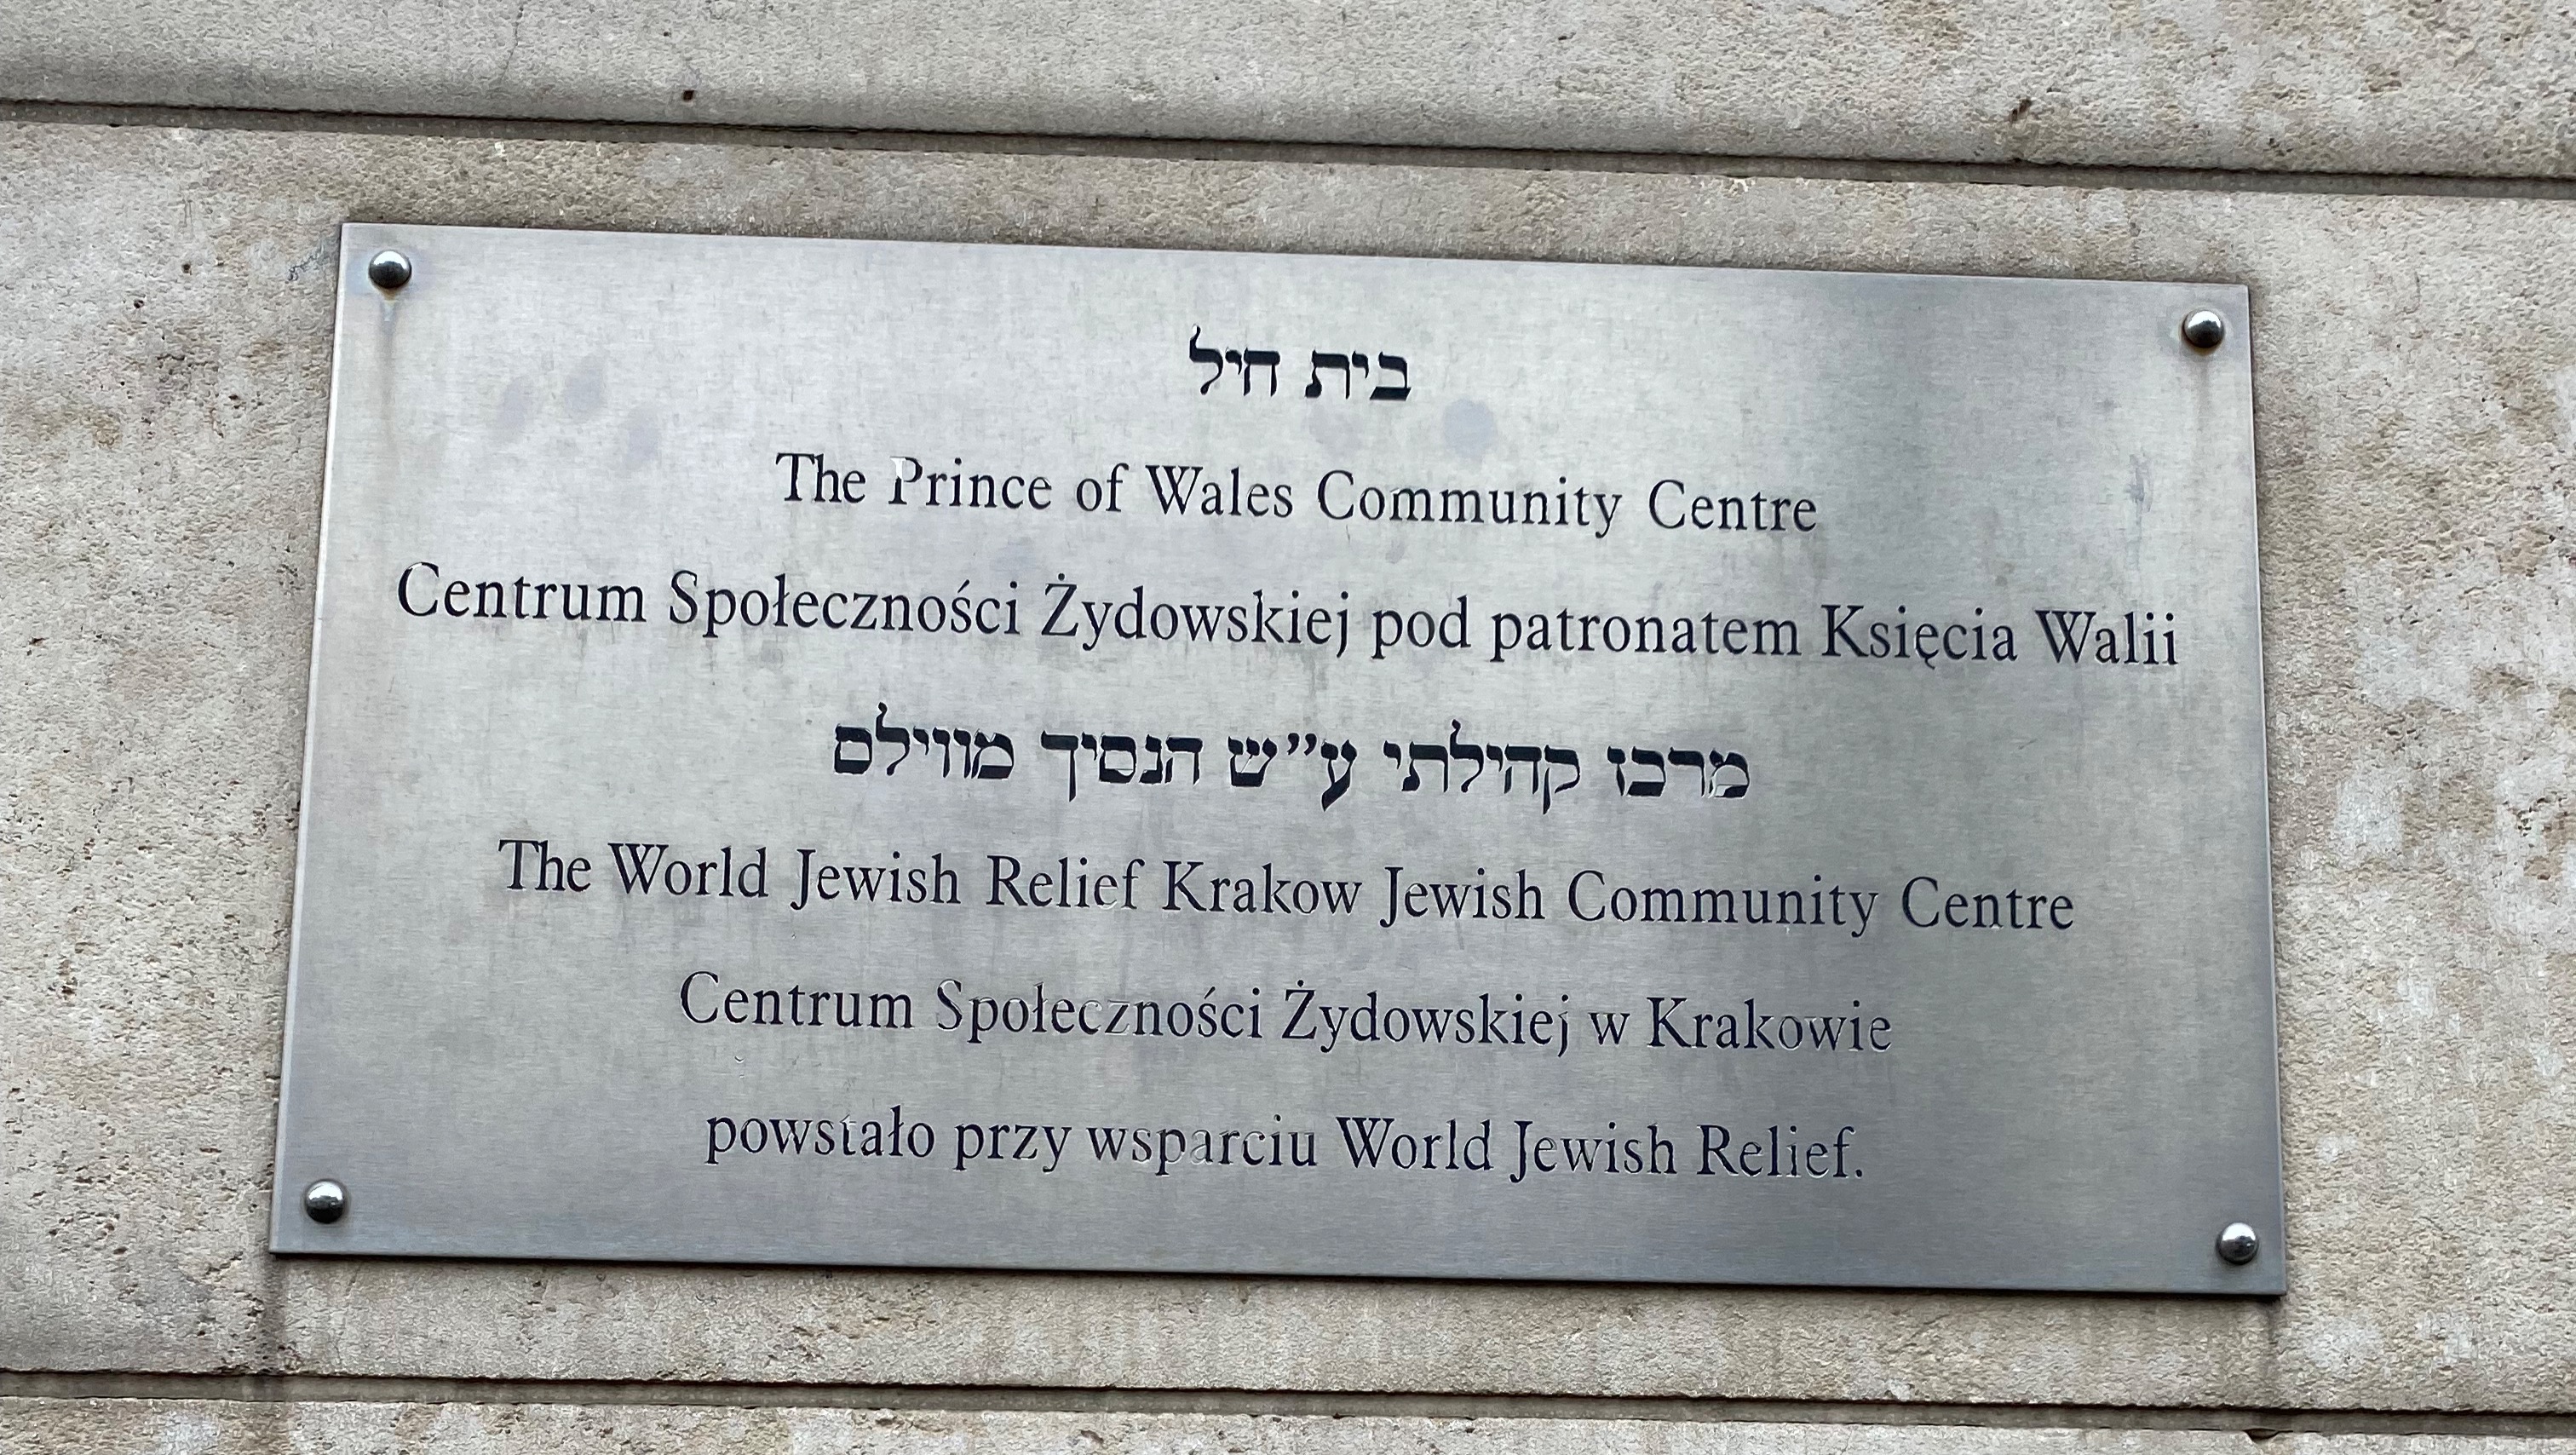 בית חיל
The Prince of Wales Community Centre
Centrum Społeczności Żydowskiej pod patronatem Księcia Walii
מרכז קהילתי ע״ש הנסיך מווילס
The World Jewish Relief Krakow Jewish Community Centre
Centrum Społeczności Żydowskiej w Krakowie
powstało przy wsparciu World Jewish Relief.